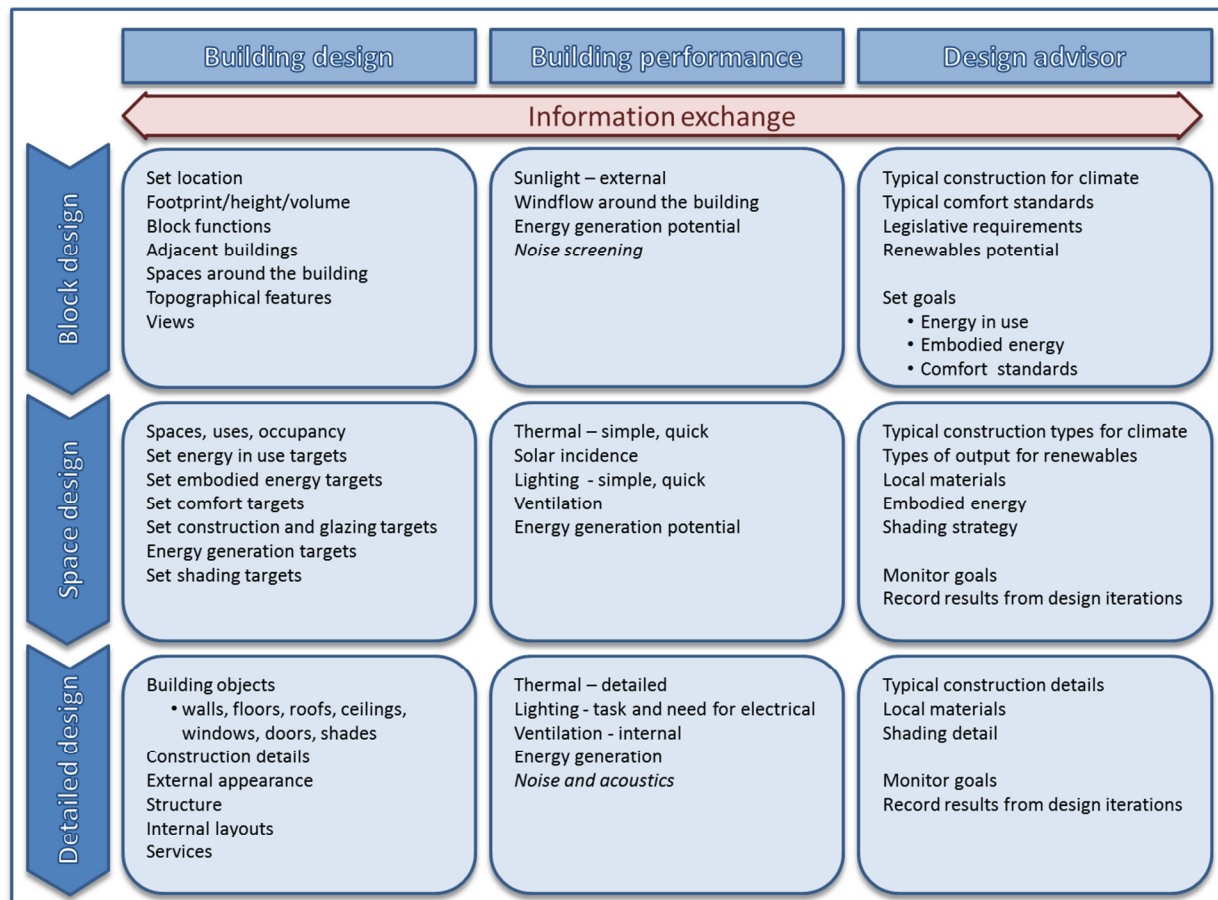 Building design
Building performance
Design advisor
Information exchange
Block design
Set location
Footprint/height/volume
Block functions
Adjacent buildings
Spaces around the building
Topographical features
Views
Sunlight – external
Windflow around the building
Energy generation potential
Noise screening
Typical construction for climate
Typical comfort standards
Legislative requirements
Renewables potential
Set goals
• Energy in use
• Embodied energy
• Comfort standards
Space design
Spaces, uses, occupancy
Set energy in use targets
Set embodied energy targets
Set comfort targets
Set construction and glazing targets
Energy generation targets
Set shading targets
Thermal – simple, quick
Solar incidence
Lighting - simple, quick
Ventilation
Energy generation potential
Typical construction types for climate
Types of output for renewables
Local materials
Embodied energy
Shading strategy
Monitor goals
Record results from design iterations
Detailed design
Building objects
• walls, floors, roofs, ceilings,
windows, doors, shades
Construction details
External appearance
Structure
Internal layouts
Services
Thermal – detailed
Lighting - task and need for electrical
Ventilation - internal
Energy generation
Noise and acoustics
Typical construction details
Local materials
Shading detail
Monitor goals
Record results from design iterations